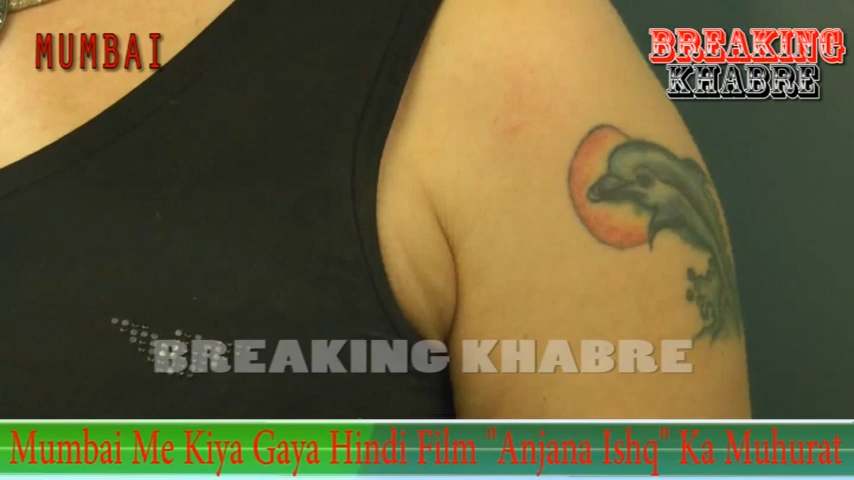 MUMBAI
BREAKING
KHABRE
BREAKING KHABRE
Mumbai Me Kiya Gaya Hindi Film "Anjana Ishq" Ka Muhurat